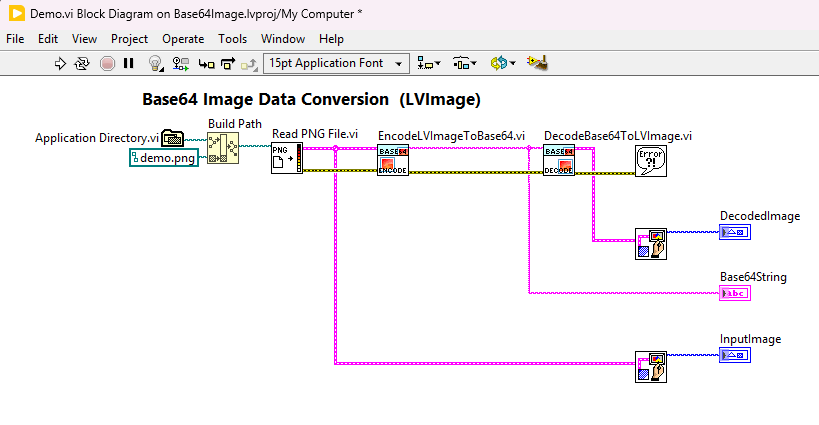 Demo.vi Block Diagram on Base64Image.lvproj/My Computer *
File Edit View Project Operate Tools Window Help
15pt Application Font
Base64 Image Data Conversion (LVImage)
Application Directory.vi
Build Path
demo.png
Read PNG File.vi
PNG
EncodeLVImageToBase64.vi
BASE64
ENCODE
DecodeBase64ToLVImage.vi
BASE64
DECODE
Error
?!
DecodedImage
Base64String
abc
InputImage